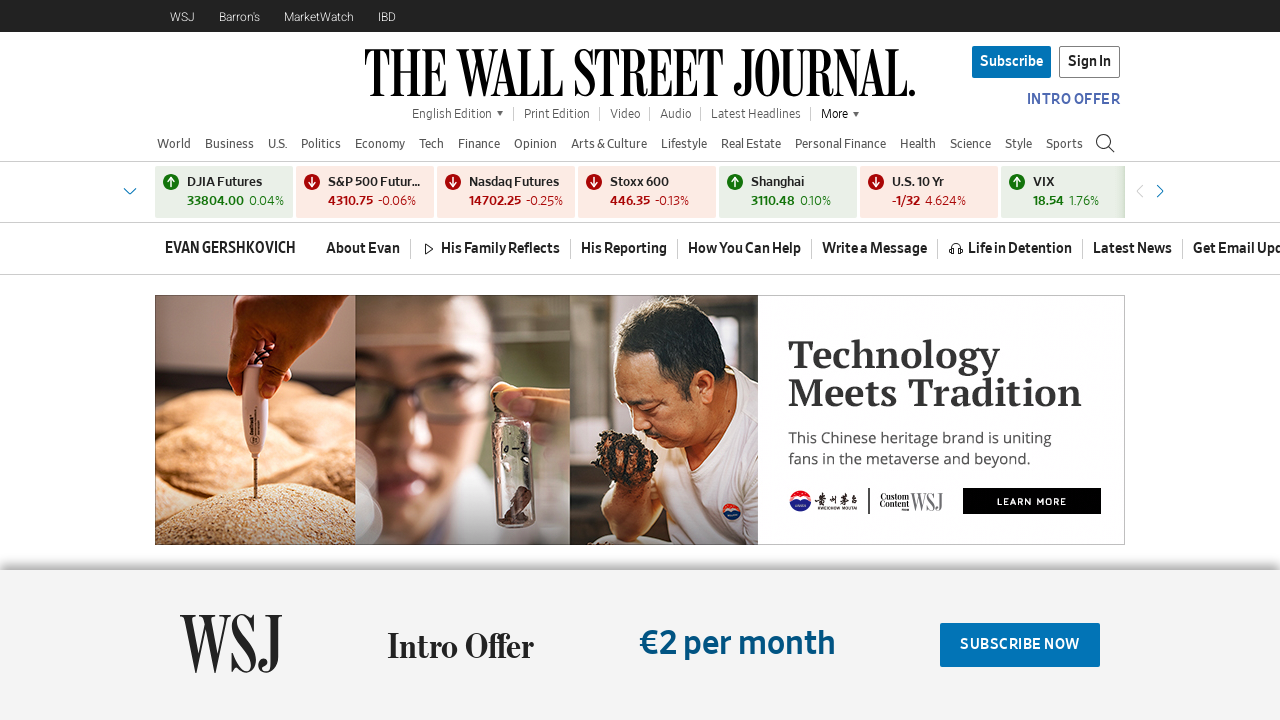 WSJ Barron's MarketWatch IBD
THE WALL STREET JOURNAL.
Subscribe Sign In
INTRO OFFER
English Edition Print Edition Video Audio Latest Headlines More
World Business U.S. Politics Economy Tech Finance Opinion Arts & Culture Lifestyle Real Estate Personal Finance Health Science Style Sports
DJIA Futures S&P 500 Futur... Nasdaq Futures Stoxx 600 Shanghai U.S. 10 Yr VIX
33804.00 0.04% 4310.75 -0.06% 14702.25 -0.25% 446.35 -0.13% 3110.48 0.10% -1/32 4.624% 18.54 1.76%
EVAN GERSHKOVICH About Evan His Family Reflects His Reporting How You Can Help Write a Message Life in Detention Latest News Get Email Upd
Technology
Meets Tradition
This Chinese heritage brand is uniting
fans in the metaverse and beyond.
贵州茅台
KWEICHOW MOUTAI
Custom
Content
WSJ
LEARN MORE
WSJ Intro Offer €2 per month SUBSCRIBE NOW